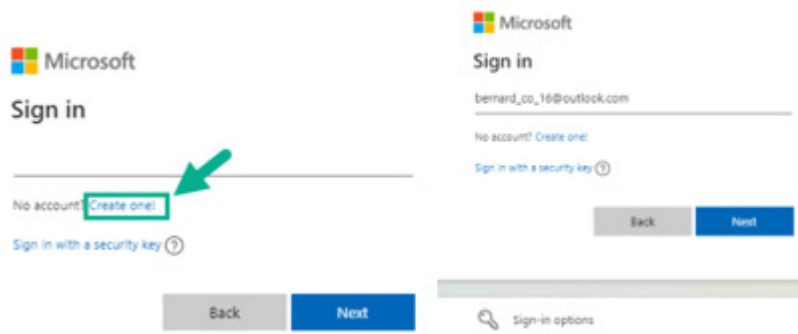 Microsoft
Sign in
No account? Create one!
Sign in with a security key
Back Next
Microsoft
Sign in
bernard_co_16@outlook.com
No account? Create one!
Sign in with a security key
Back Next
Sign-in options